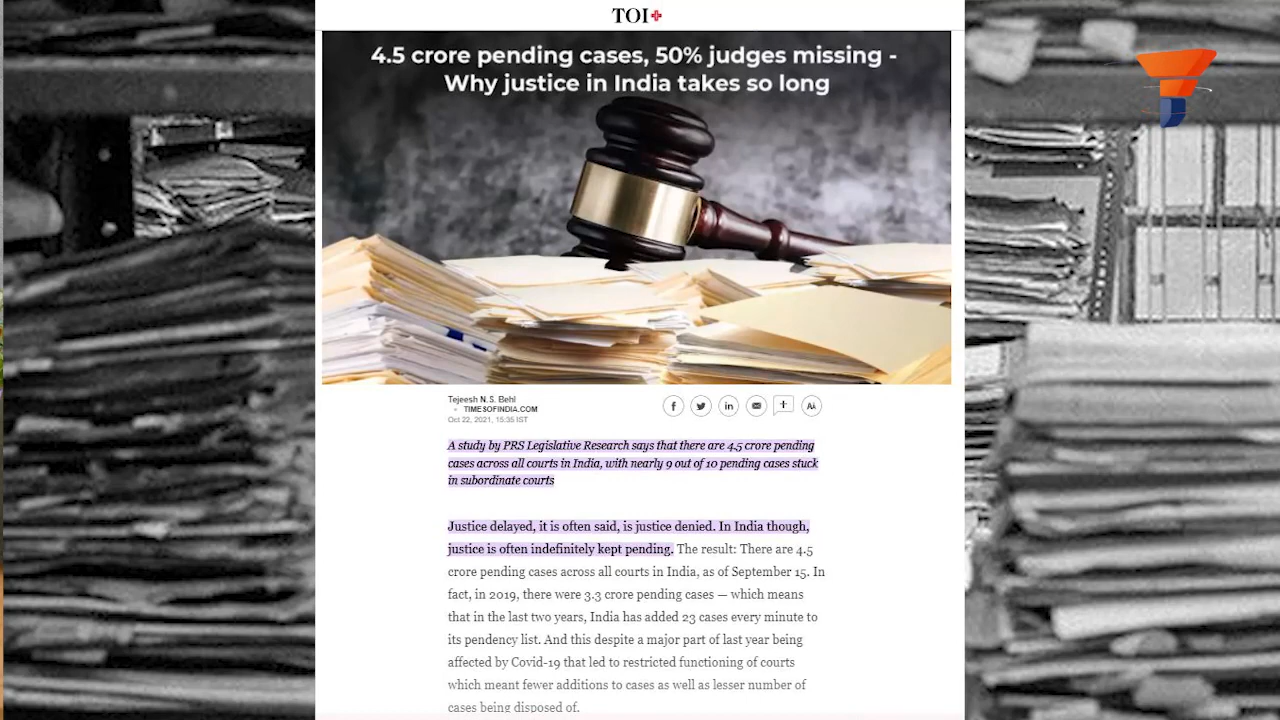 TOI+
4.5 crore pending cases, 50% judges missing -
Why justice in India takes so long
Tejeesh N.S. Behl
TIMESOFINDIA.COM
Oct 22, 2021, 15:35 IST
A study by PRS Legislative Research says that there are 4.5 crore pending
cases across all courts in India, with nearly 9 out of 10 pending cases stuck
in subordinate courts
Justice delayed, it is often said, is justice denied. In India though,
justice is often indefinitely kept pending. The result: There are 4.5
crore pending cases across all courts in India, as of September 15. In
fact, in 2019, there were 3.3 crore pending cases — which means
that in the last two years, India has added 23 cases every minute to
its pendency list. And this despite a major part of last year being
affected by Covid-19 that led to restricted functioning of courts
which meant fewer additions to cases as well as lesser number of
cases being disposed of.